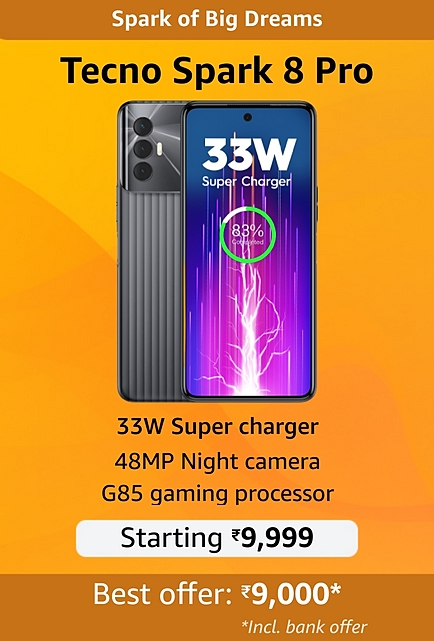 Spark of Big Dreams
Tecno Spark 8 Pro
33W
Super Charger
83%
Completed
33W Super charger
48MP Night camera
G85 gaming processor
Starting ₹9,999
Best offer: ₹9,000*
*Incl. bank offer